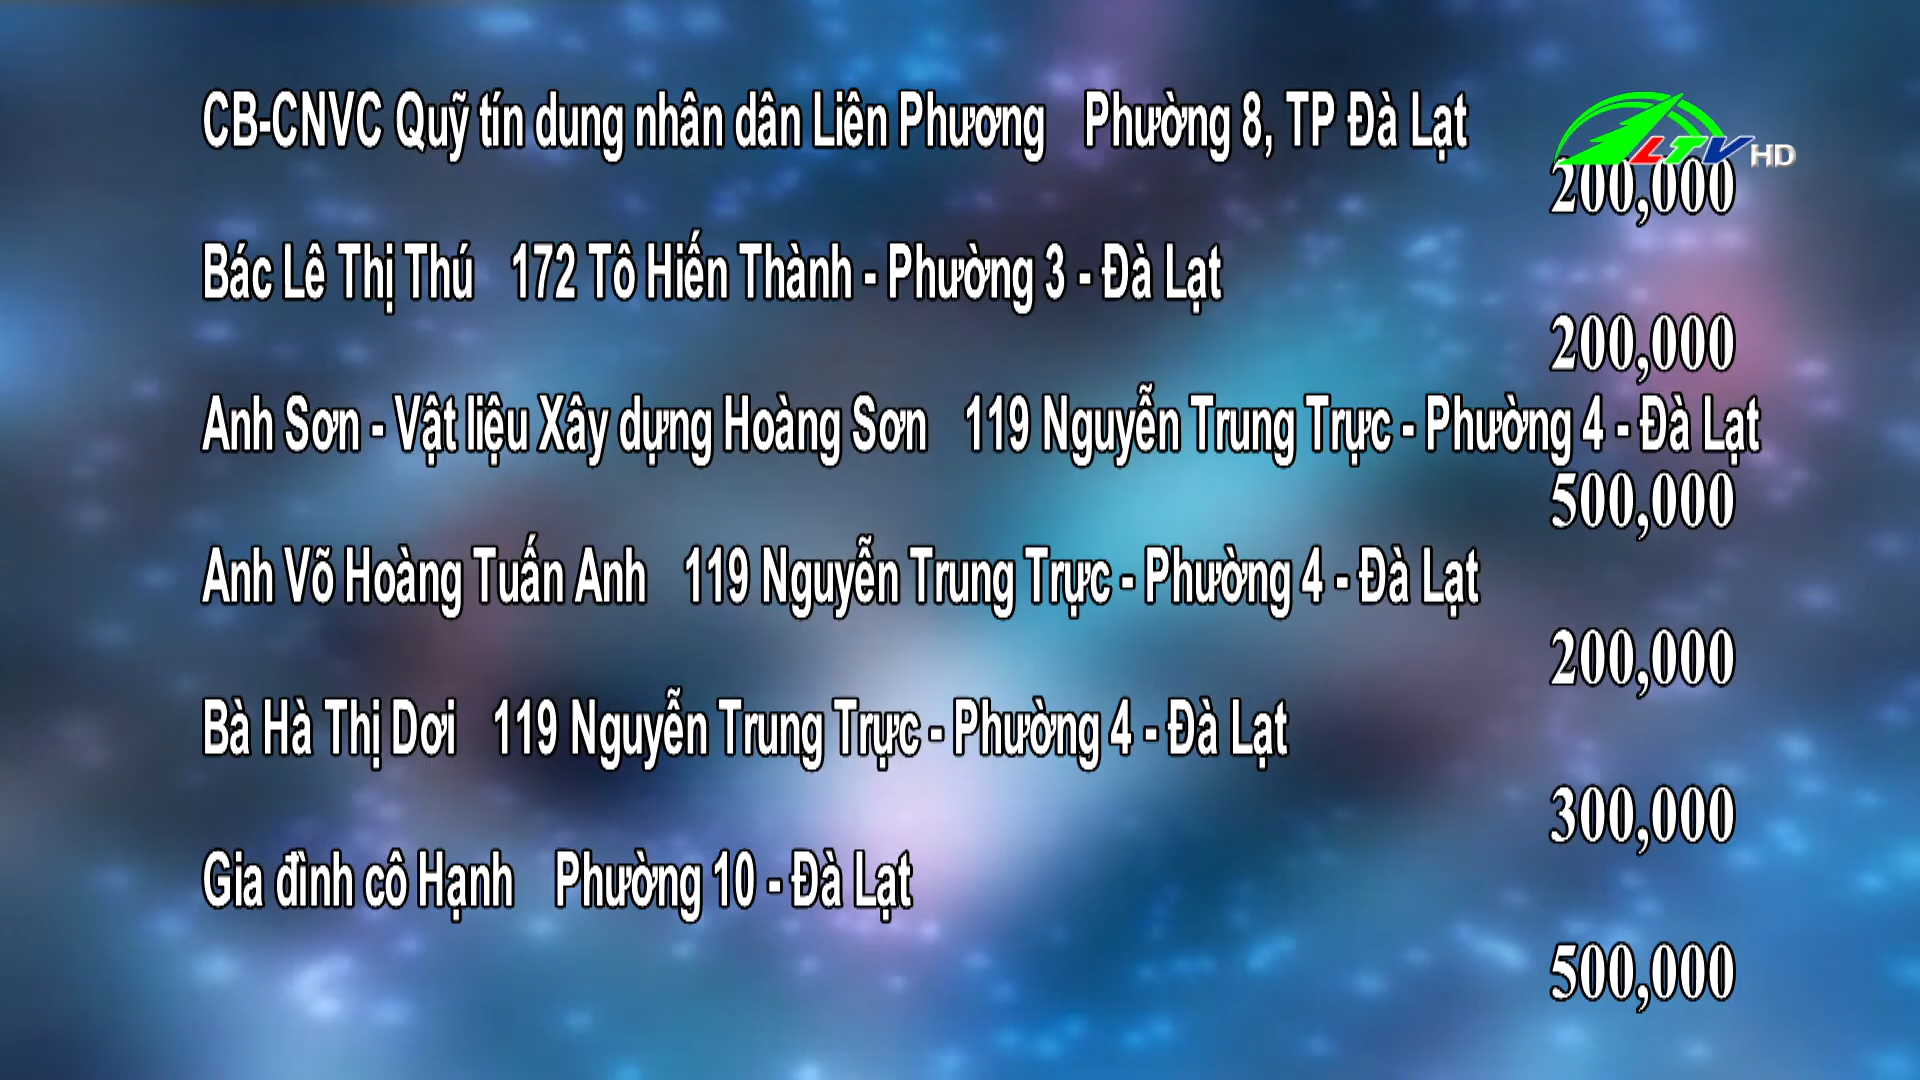 CB-CNVC Quỹ tín dung nhân dân Liên Phương Phường 8, TP Đà Lạt
LTV HD
200,000
Bác Lê Thị Thú 172 Tô Hiến Thành - Phường 3 - Đà Lạt
200,000
Anh Sơn - Vật liệu Xây dựng Hoàng Sơn 119 Nguyễn Trung Trực - Phường 4 - Đà Lạt
500,000
Anh Võ Hoàng Tuấn Anh 119 Nguyễn Trung Trực - Phường 4 - Đà Lạt
200,000
Bà Hà Thị Dơi 119 Nguyễn Trung Trực - Phường 4 - Đà Lạt
300,000
Gia đình cô Hạnh Phường 10 - Đà Lạt
500,000